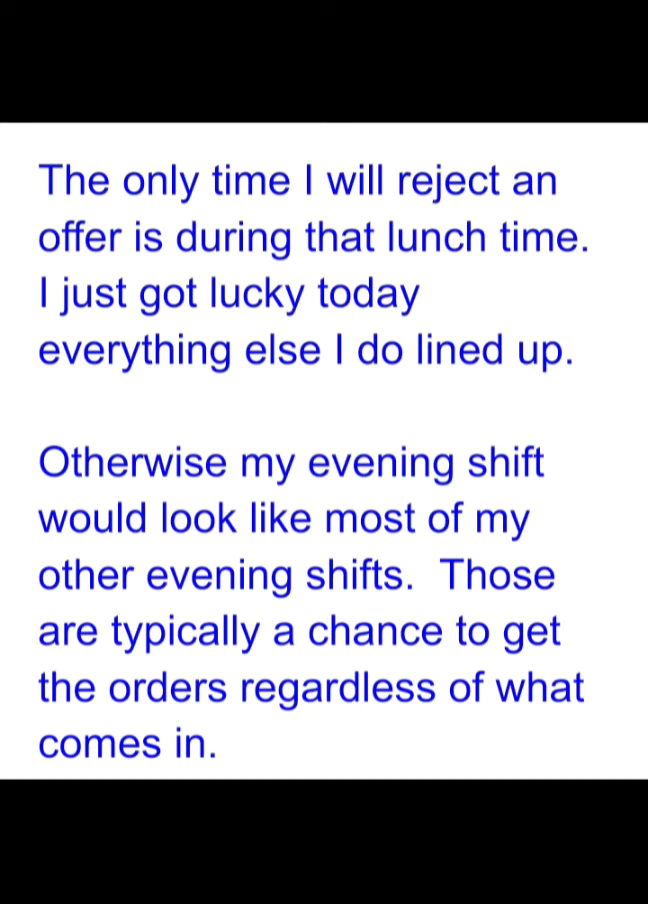 The only time I will reject an
offer is during that lunch time.
I just got lucky today
everything else I do lined up.
Otherwise my evening shift
would look like most of my
other evening shifts.  Those
are typically a chance to get
the orders regardless of what
comes in.